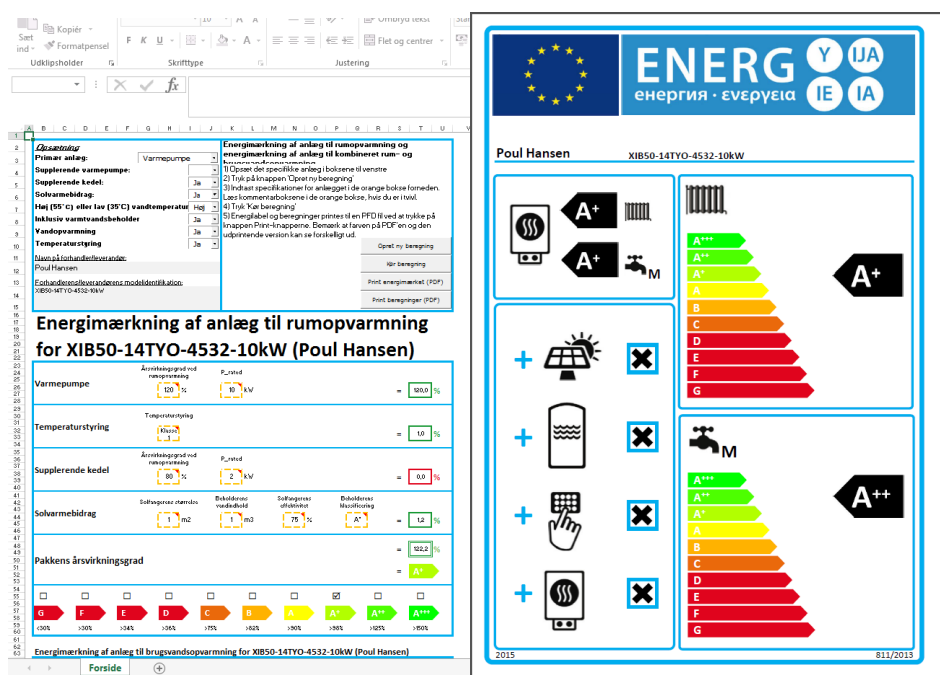 Sæt
ind
Kopiér
Formatpensel
Udklipsholder
10
F K U
Skrifttype
Ombryd tekst
Flet og centrer
Justering
fx
A B C D E F G H I J K L M N O P Q R S T U V
Opsætning
Primær anlæg: Varmepumpe
Supplerende varmepumpe:
Supplerende kedel: Ja
Solvarmebidrag: Ja
Høj (55°C) eller lav (35°C) vandtemperatur Høj
Inklusiv varmtvandsbeholder Ja
Vandopvarmning Ja
Temperaturstyring Ja
Navn på forhandler/leverandør:
Poul Hansen
Forhandlerens/leverandørens modelidentifikation:
XIB50-14TYO-4532-10kW
Energimærkning af anlæg til rumopvarmning og
energimærkning af anlæg til kombineret rum- og
brugsvandsopvarmning
1) Opsæt det specifikke anlæg i boksene til venstre
2) Tryk på knappen 'Opret ny beregning'
3) Indtast specifikationer for anlægget i de orange bokse forneden.
Læs kommentarboksene i de orange bokse, hvis du er i tvivl.
4) Tryk 'Kør beregning'
5) Energilabel og beregninger printes til en PFD fil ved at trykke på
knappen Print-knapperne. Bemærk at farven på PDF'en og den
udprintende version kan se forskelligt ud.
Opret ny beregning
Kør beregning
Print energimærket (PDF)
Print beregninger (PDF)
Energimærkning af anlæg til rumopvarmning
for XIB50-14TYO-4532-10kW (Poul Hansen)
Varmepumpe
Årsvirkningsgrad ved
rumopvarmning
120 %
P_rated
10 kW
= 120,0 %
Temperaturstyring
Temperaturstyring
Klasse
1
= 1,0 %
Supplerende kedel
Årsvirkningsgrad ved
rumopvarmning
80 %
P_rated
2 kW
= 0,0 %
Solvarmebidrag
Solfangerens størrelse
1 m2
Beholderens
vandindhold
1 m3
Solfangerens
effektivitet
75 %
Beholderens
klassificering
A*
= 1,2 %
Pakkens årsvirkningsgrad
= 122,2 %
= A+
G F E D C B A A+ A++ A+++
<30% >30% >34% >36% >75% >82% >90% >98% >125% >150%
Energimærkning af anlæg til brugsvandsopvarmning for XIB50-14TYO-4532-10kW (Poul Hansen)
Forside
ENERG
Y IJA
IE IA
енергия · ενεργεια
Poul Hansen XIB50-14TYO-4532-10kW
A+
A+
M
A+++
A++
A+
A
B
C
D
E
F
G
A+
M
A+++
A++
A+
A
B
C
D
E
F
G
A++
2015 811/2013